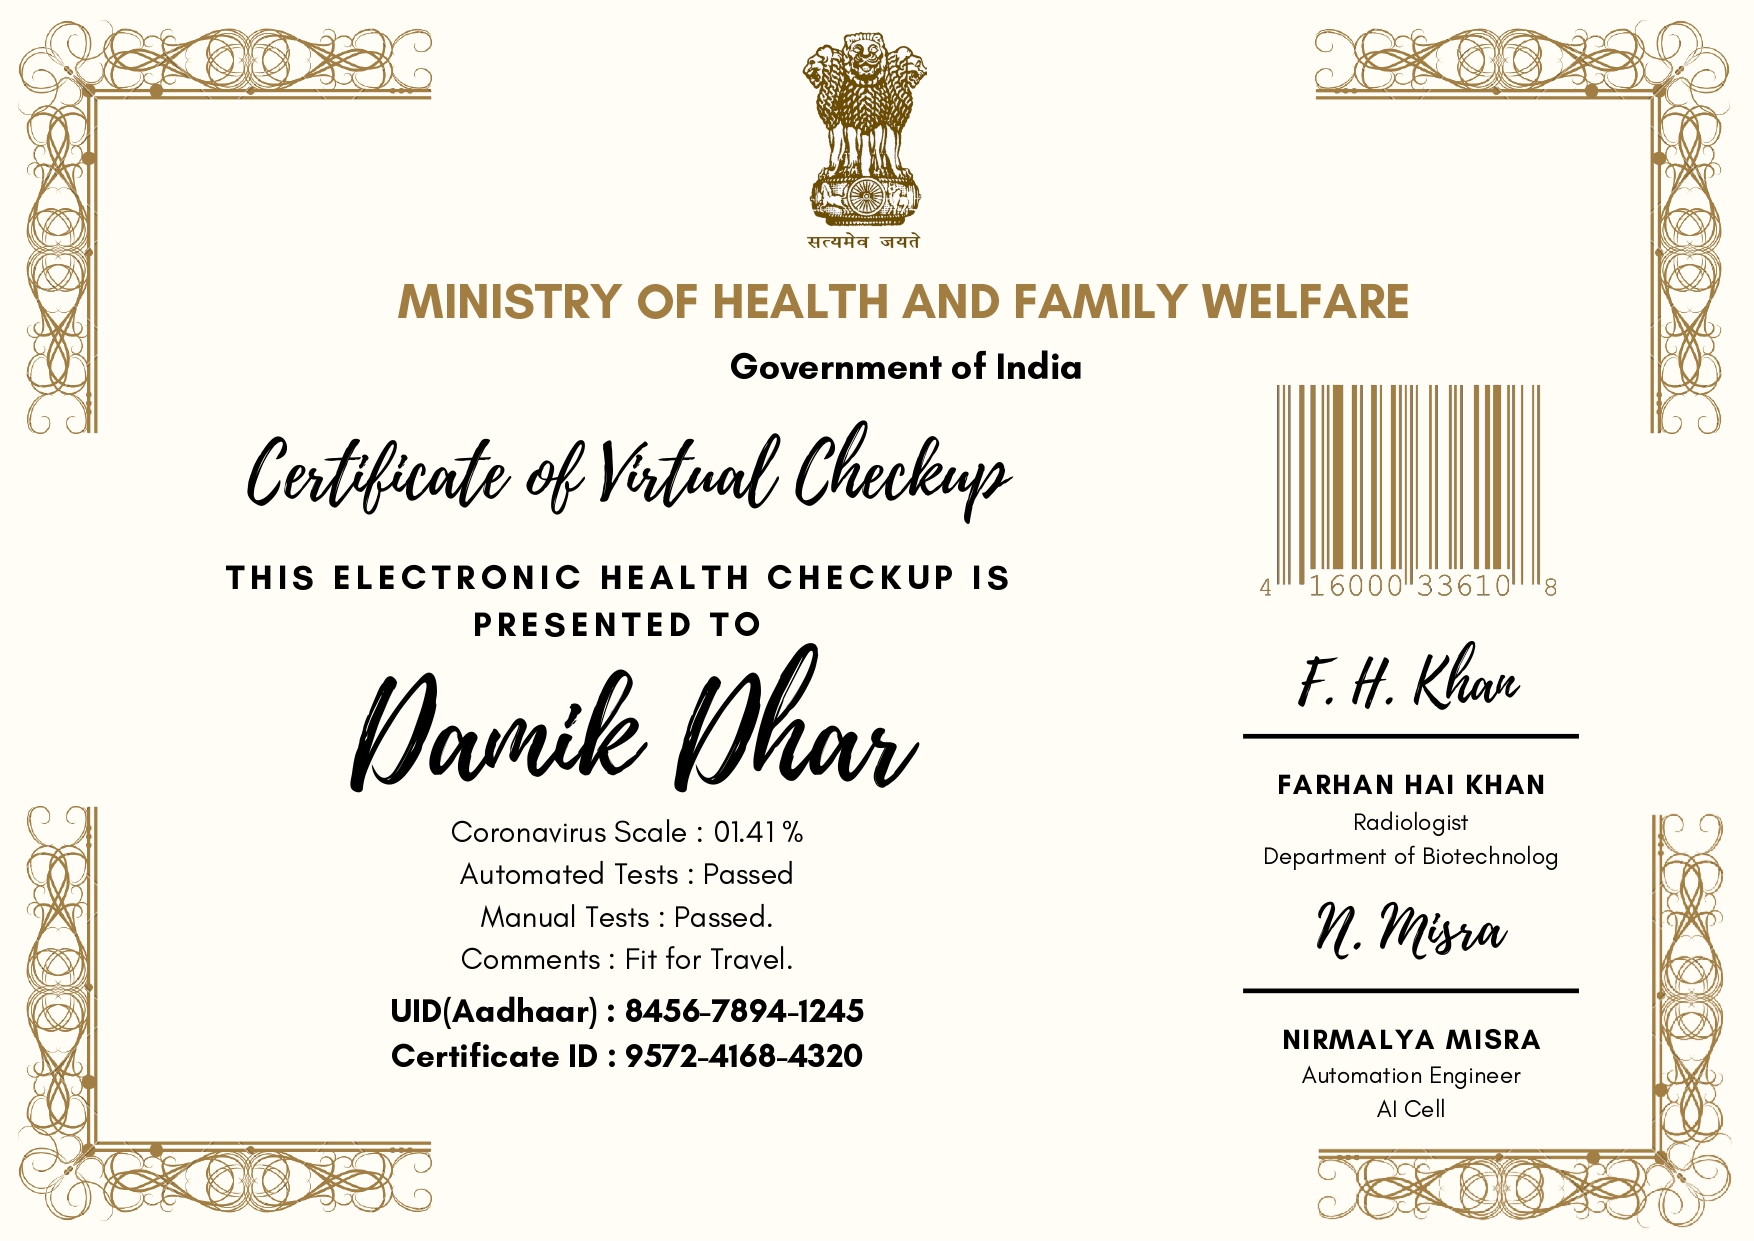 सत्यमेव जयते
MINISTRY OF HEALTH AND FAMILY WELFARE
Government of India
Certificate of Virtual Checkup
THIS ELECTRONIC HEALTH CHECKUP IS
PRESENTED TO
Damik Dhar
Coronavirus Scale : 01.41 %
Automated Tests : Passed
Manual Tests : Passed.
Comments : Fit for Travel.
UID(Aadhaar) : 8456-7894-1245
Certificate ID : 9572-4168-4320
4 16000 33610 8
F. H. Khan
FARHAN HAI KHAN
Radiologist
Department of Biotechnolog
N. Misra
NIRMALYA MISRA
Automation Engineer
AI Cell